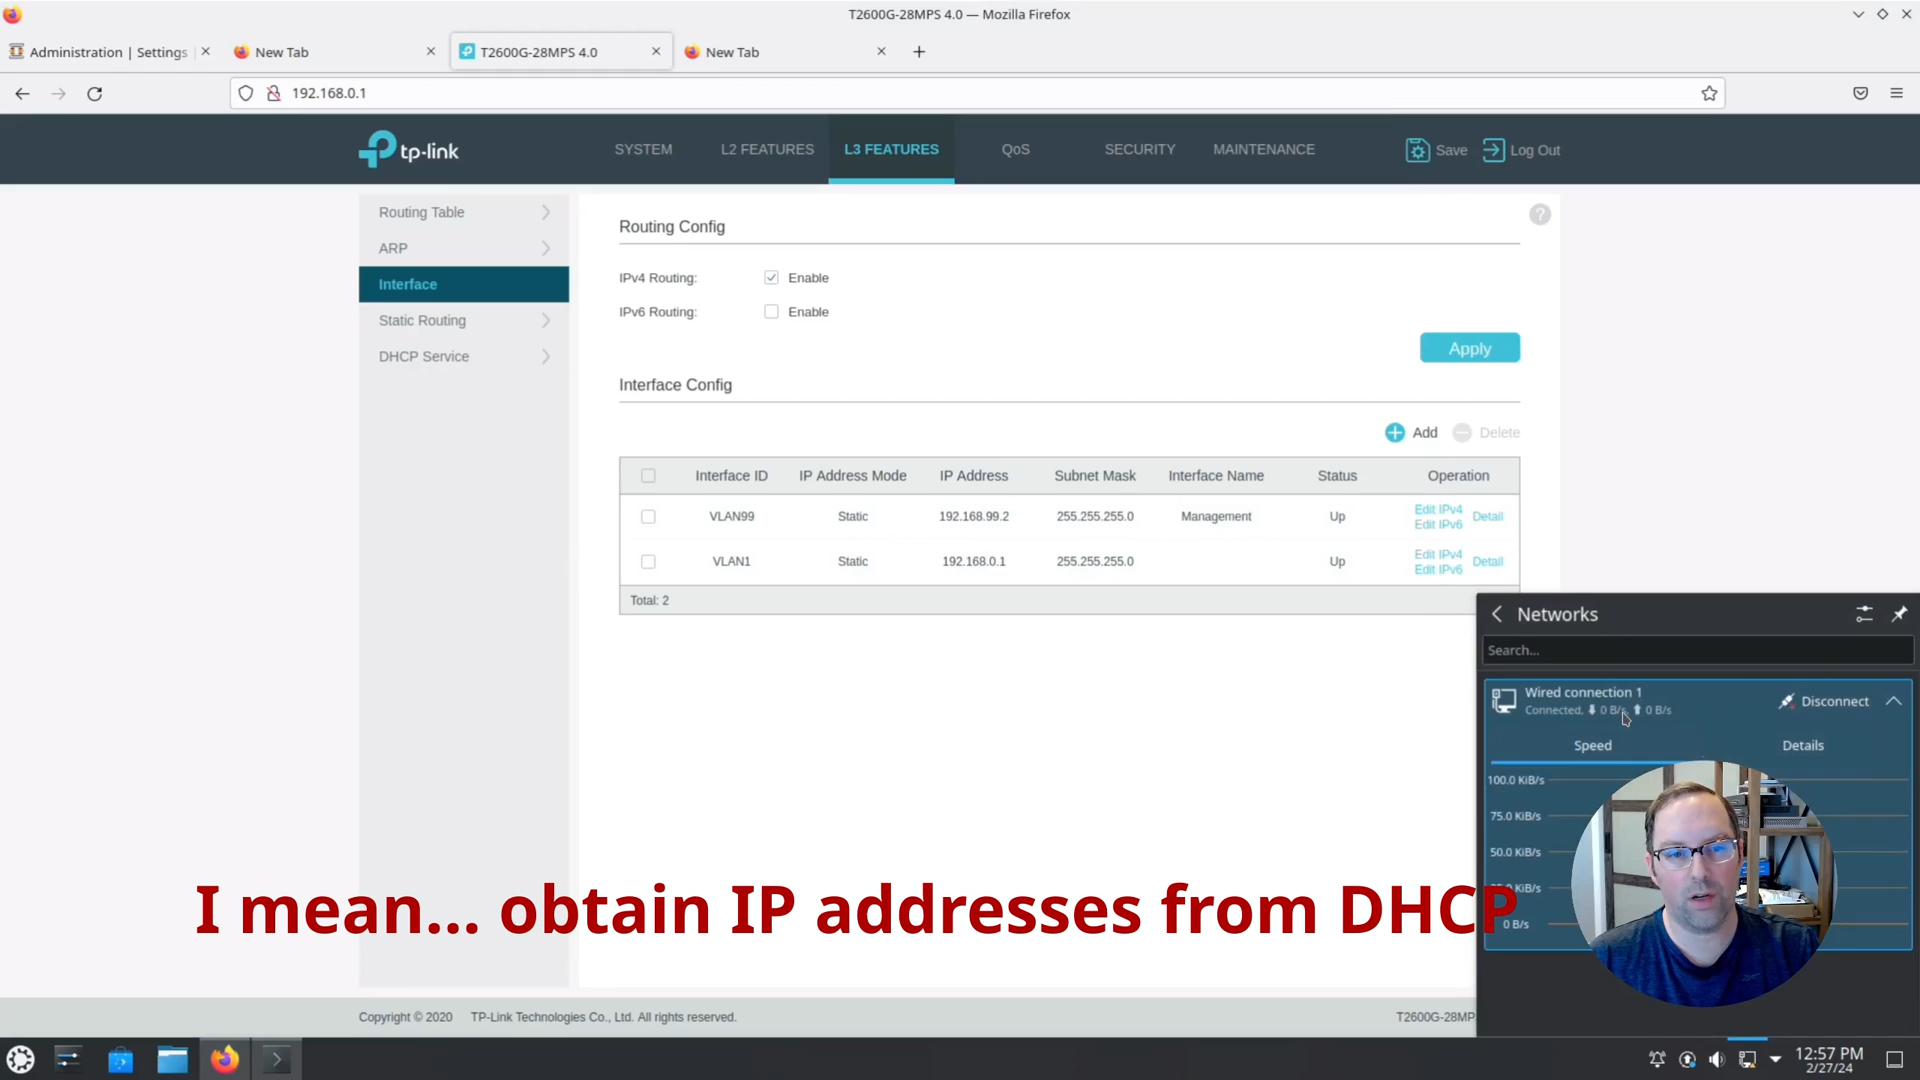 T2600G-28MPS 4.0 — Mozilla Firefox
Administration | Settings
New Tab
T2600G-28MPS 4.0
New Tab
192.168.0.1
tp-link
SYSTEM
L2 FEATURES
L3 FEATURES
QoS
SECURITY
MAINTENANCE
Save
Log Out
Routing Table
ARP
Interface
Static Routing
DHCP Service
Routing Config
?
IPv4 Routing: Enable
IPv6 Routing: Enable
Apply
Interface Config
Add Delete
Interface ID IP Address Mode IP Address Subnet Mask Interface Name Status Operation
VLAN99 Static 192.168.99.2 255.255.255.0 Management Up Edit IPv4 Edit IPv6 Detail
VLAN1 Static 192.168.0.1 255.255.255.0 Up Edit IPv4 Edit IPv6 Detail
Total: 2
Networks
Search...
Wired connection 1
Connected, 0 B/s, 0 B/s
Disconnect
Speed Details
100.0 KiB/s
75.0 KiB/s
50.0 KiB/s
KiB/s
0 B/s
I mean... obtain IP addresses from DHCP
Copyright © 2020 TP-Link Technologies Co., Ltd. All rights reserved.
T2600G-28MP
12:57 PM
2/27/24